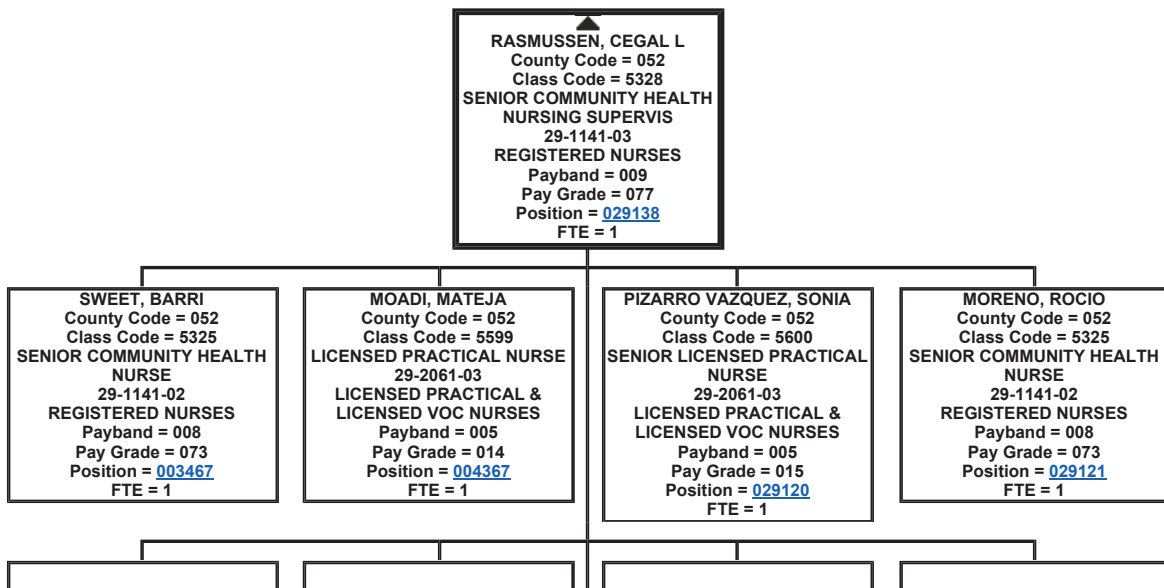 RASMUSSEN, CEGAL L
County Code = 052
Class Code = 5328
SENIOR COMMUNITY HEALTH
NURSING SUPERVIS
29-1141-03
REGISTERED NURSES
Payband = 009
Pay Grade = 077
Position = 029138
FTE = 1
SWEET, BARRI
County Code = 052
Class Code = 5325
SENIOR COMMUNITY HEALTH
NURSE
29-1141-02
REGISTERED NURSES
Payband = 008
Pay Grade = 073
Position = 003467
FTE = 1
MOADI, MATEJA
County Code = 052
Class Code = 5599
LICENSED PRACTICAL NURSE
29-2061-03
LICENSED PRACTICAL &
LICENSED VOC NURSES
Payband = 005
Pay Grade = 014
Position = 004367
FTE = 1
PIZARRO VAZQUEZ, SONIA
County Code = 052
Class Code = 5600
SENIOR LICENSED PRACTICAL
NURSE
29-2061-03
LICENSED PRACTICAL &
LICENSED VOC NURSES
Payband = 005
Pay Grade = 015
Position = 029120
FTE = 1
MORENO, ROCIO
County Code = 052
Class Code = 5325
SENIOR COMMUNITY HEALTH
NURSE
29-1141-02
REGISTERED NURSES
Payband = 008
Pay Grade = 073
Position = 029121
FTE = 1